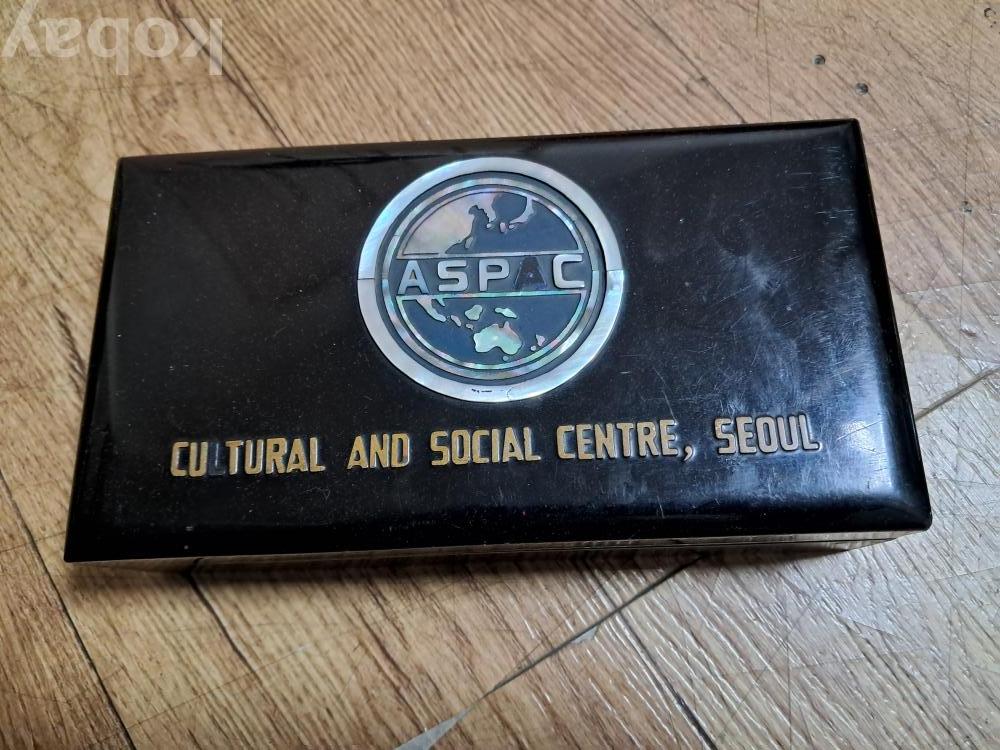 kobay
ASPAC
CULTURAL AND SOCIAL CENTRE, SEOUL